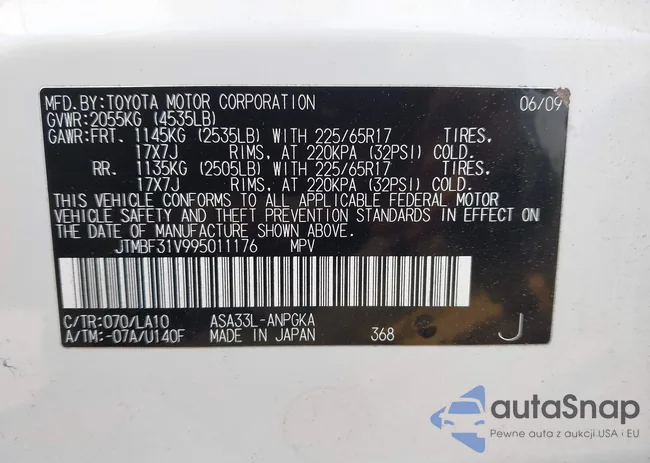 MFD.BY:TOYOTA MOTOR CORPORATION 06/09
GVWR:2055KG (4535LB)
GAWR:FRT. 1145KG (2535LB) WITH 225/65R17 TIRES,
17X7J RIMS, AT 220KPA (32PSI) COLD.
RR. 1135KG (2505LB) WITH 225/65R17 TIRES,
17X7J RIMS, AT 220KPA (32PSI) COLD.
THIS VEHICLE CONFORMS TO ALL APPLICABLE FEDERAL MOTOR
VEHICLE SAFETY AND THEFT PREVENTION STANDARDS IN EFFECT ON
THE DATE OF MANUFACTURE SHOWN ABOVE.
JTMBF31V995011176 MPV
C/TR:070/LA10 ASA33L-ANPGKA
A/TM:-07A/U140F MADE IN JAPAN 368 J
autaSnap
Pewne auta z aukcji USA i EU